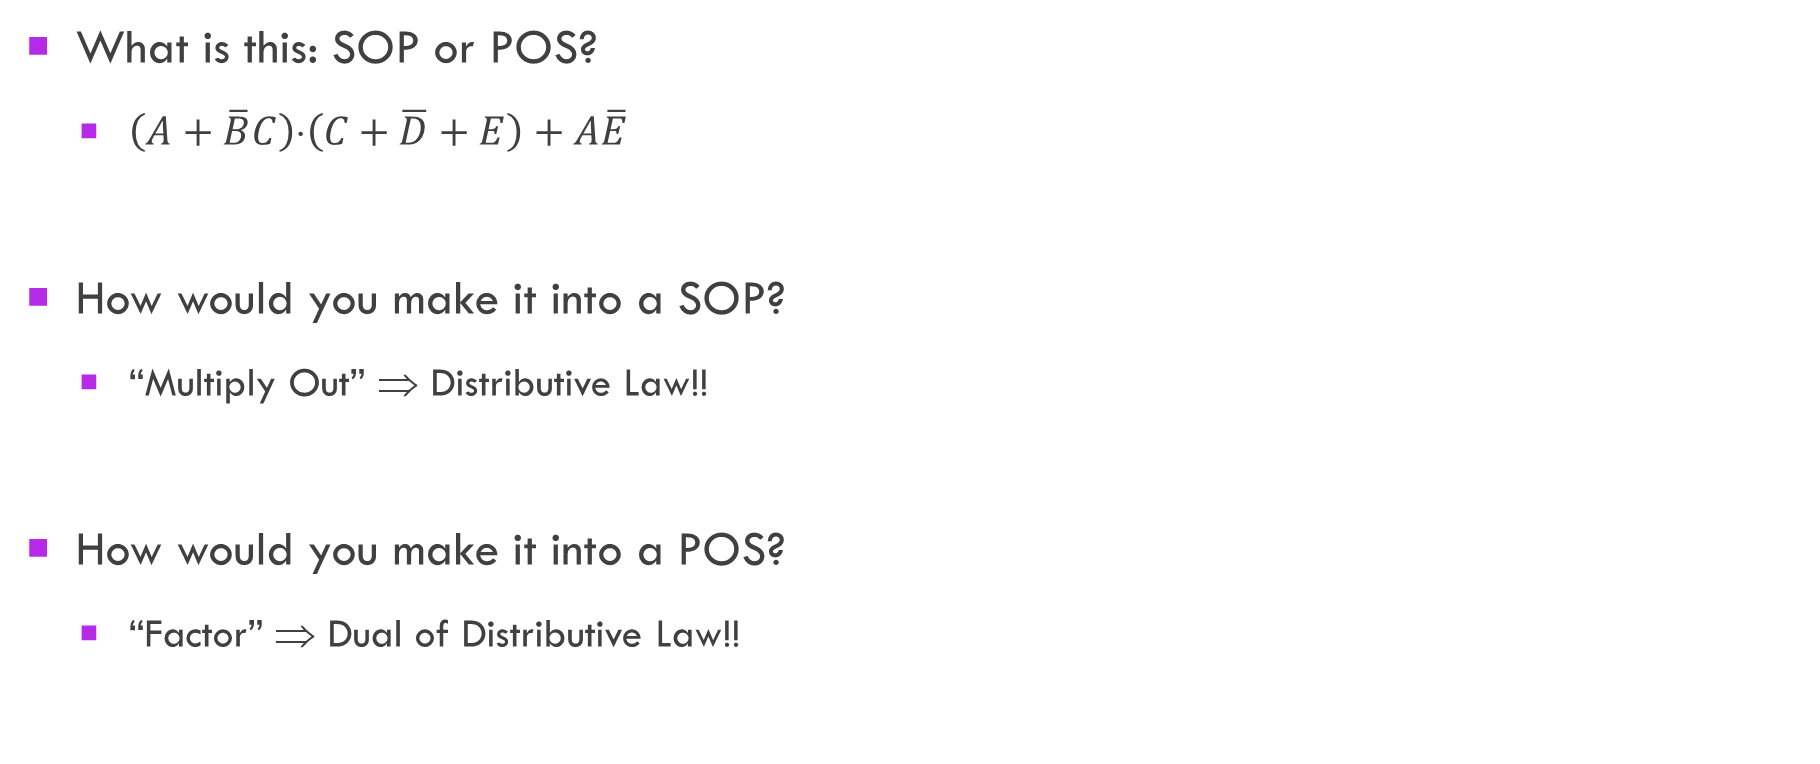 What is this: SOP or POS?
(A + B̅C)·(C + D̅ + E) + AE̅
How would you make it into a SOP?
“Multiply Out” ⟹ Distributive Law!!
How would you make it into a POS?
“Factor” ⟹ Dual of Distributive Law!!